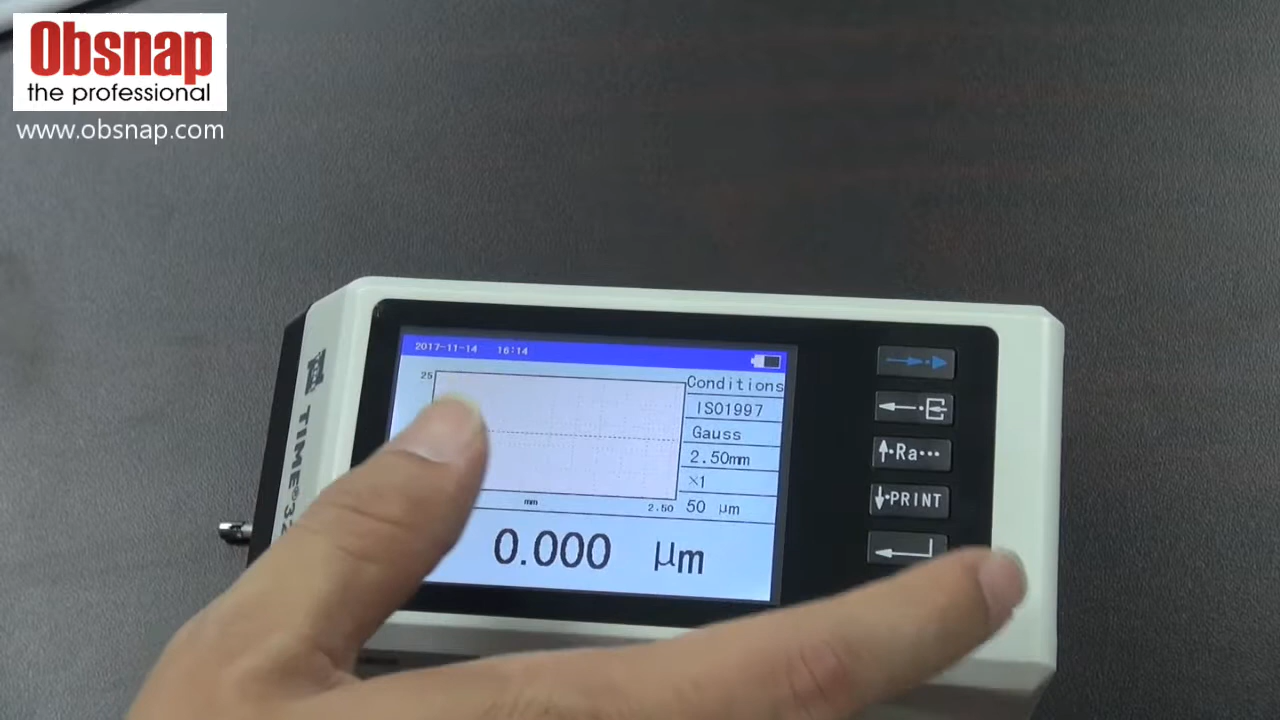 Obsnap
the professional
www.obsnap.com
2017-11-14 16:14
25
Conditions
ISO1997
Gauss
2.50mm
×1
50 μm
mm
2.50
0.000 μm
TIME®
Ra
PRINT